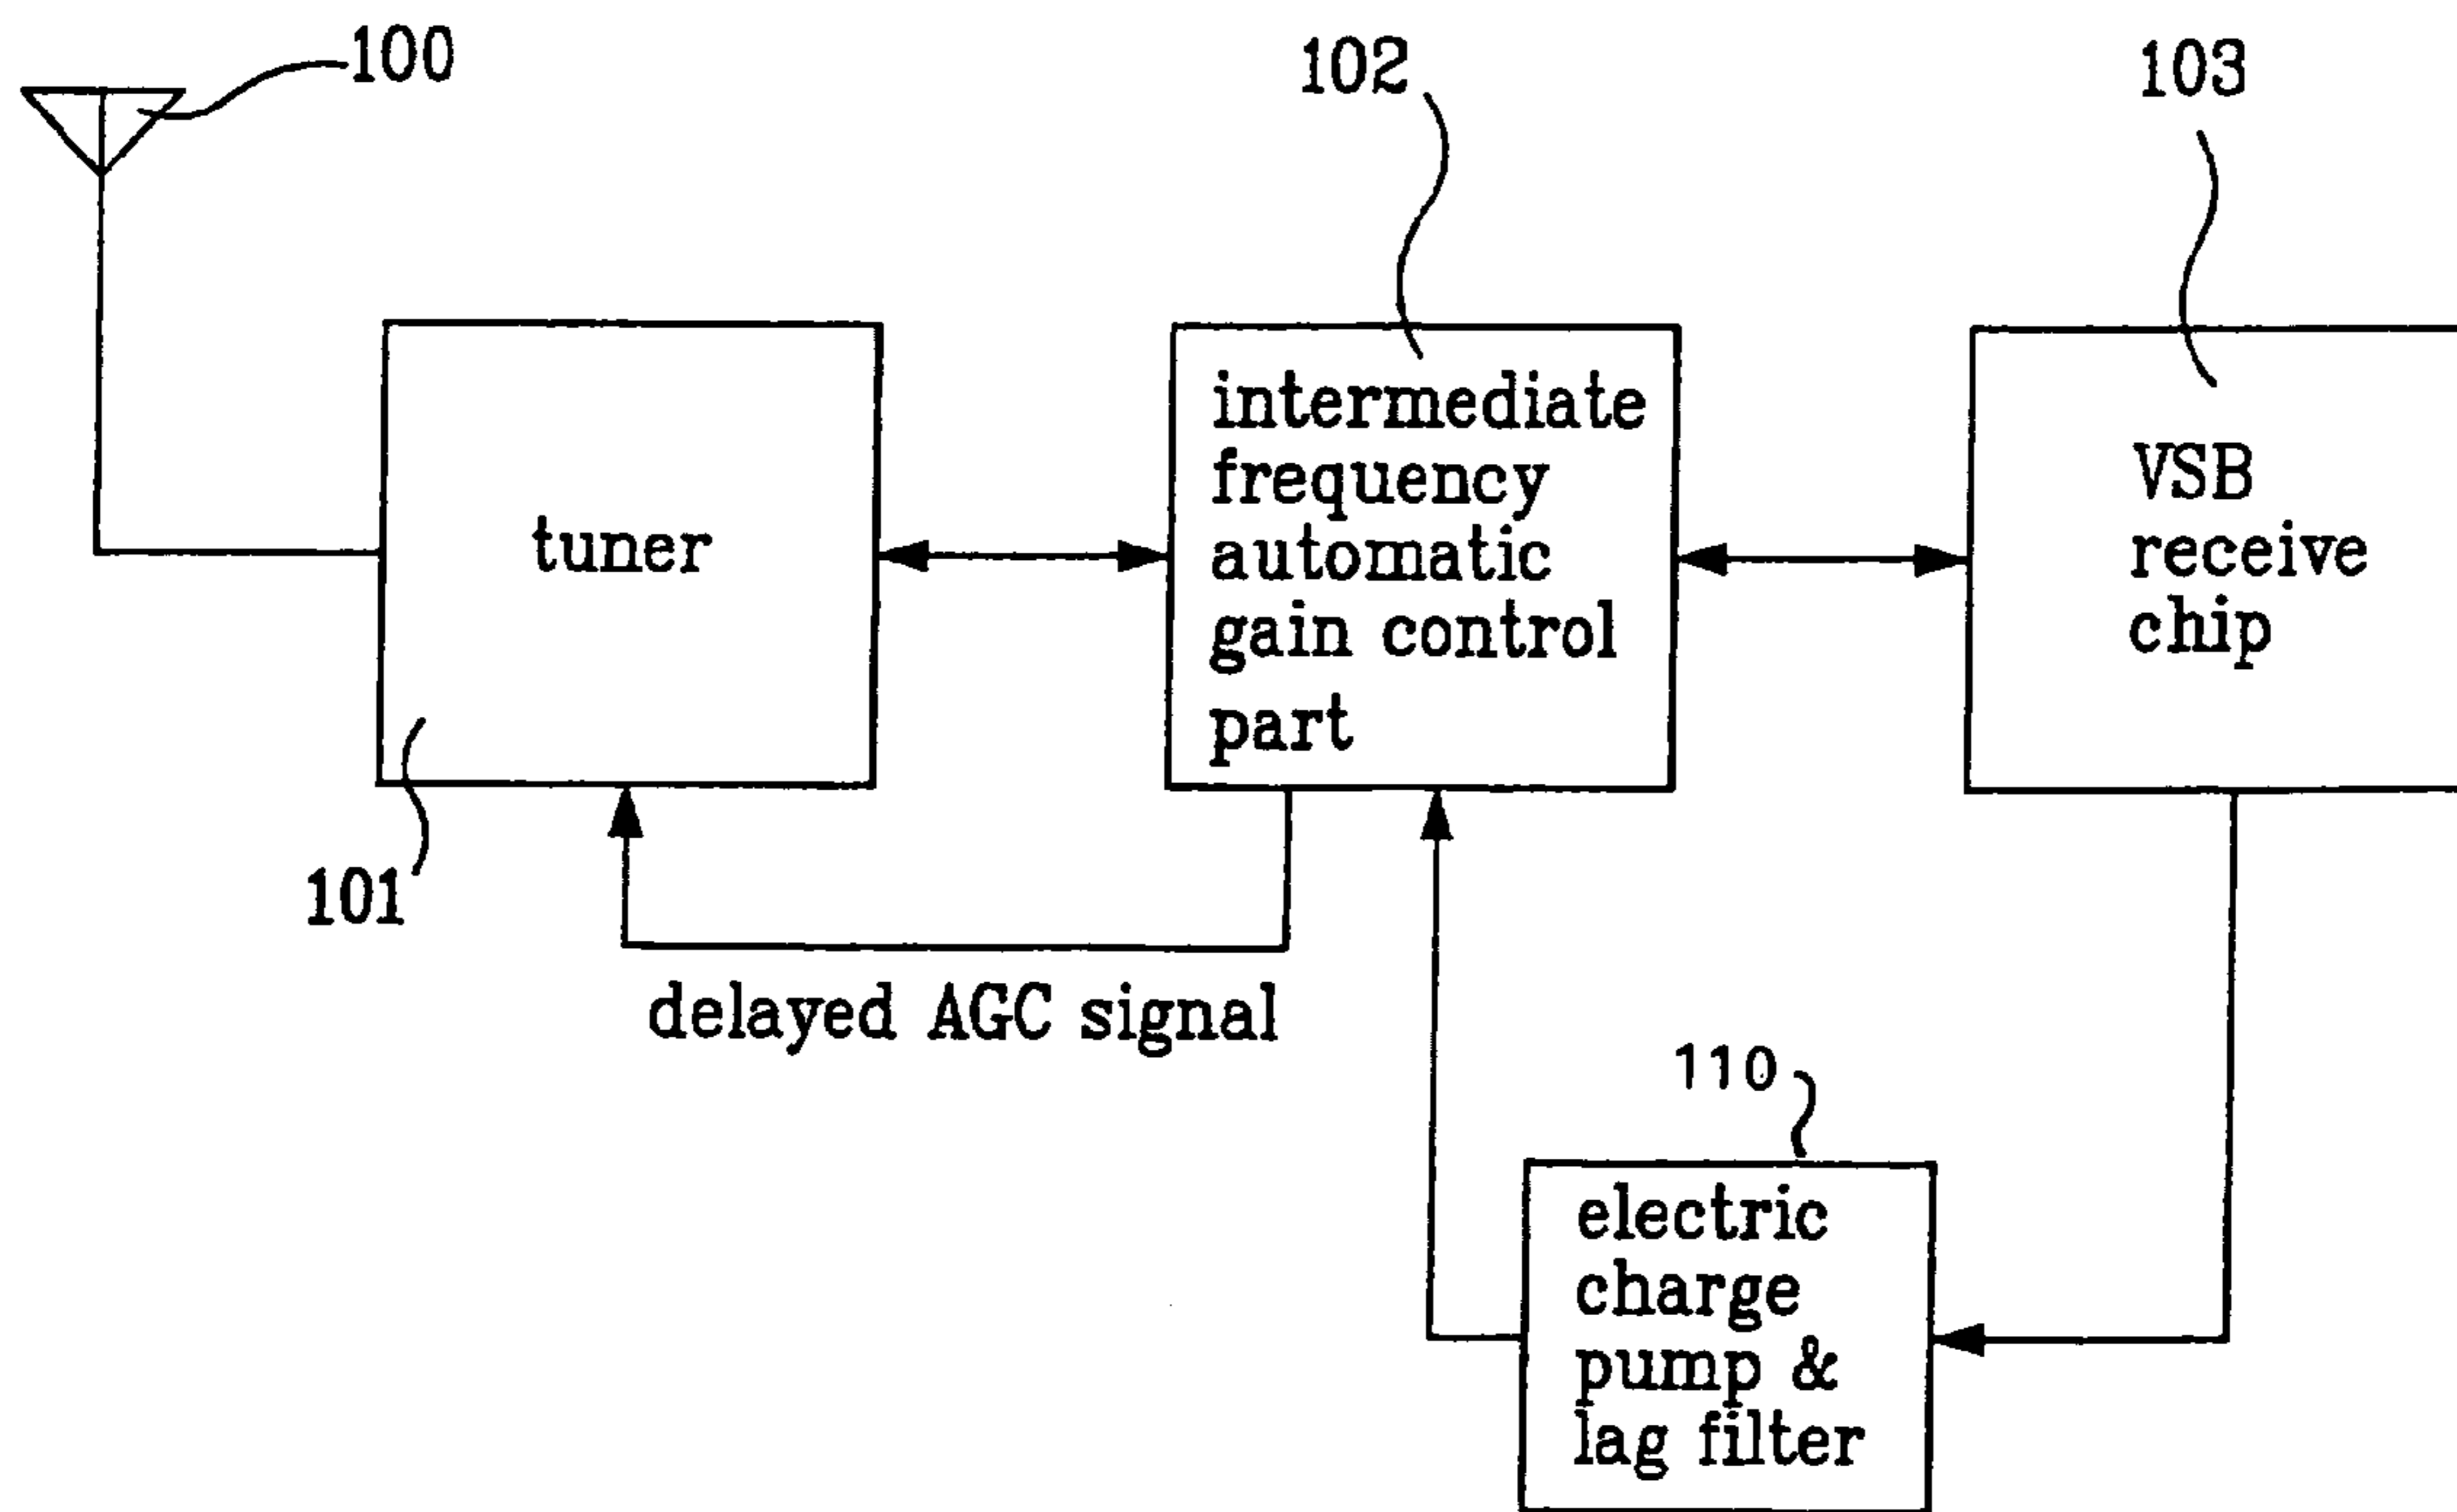 100
102
103
tuner
intermediate
frequency
automatic
gain control
part
VSB
receive
chip
101
delayed AGC signal
110
electric
charge
pump &
lag filter